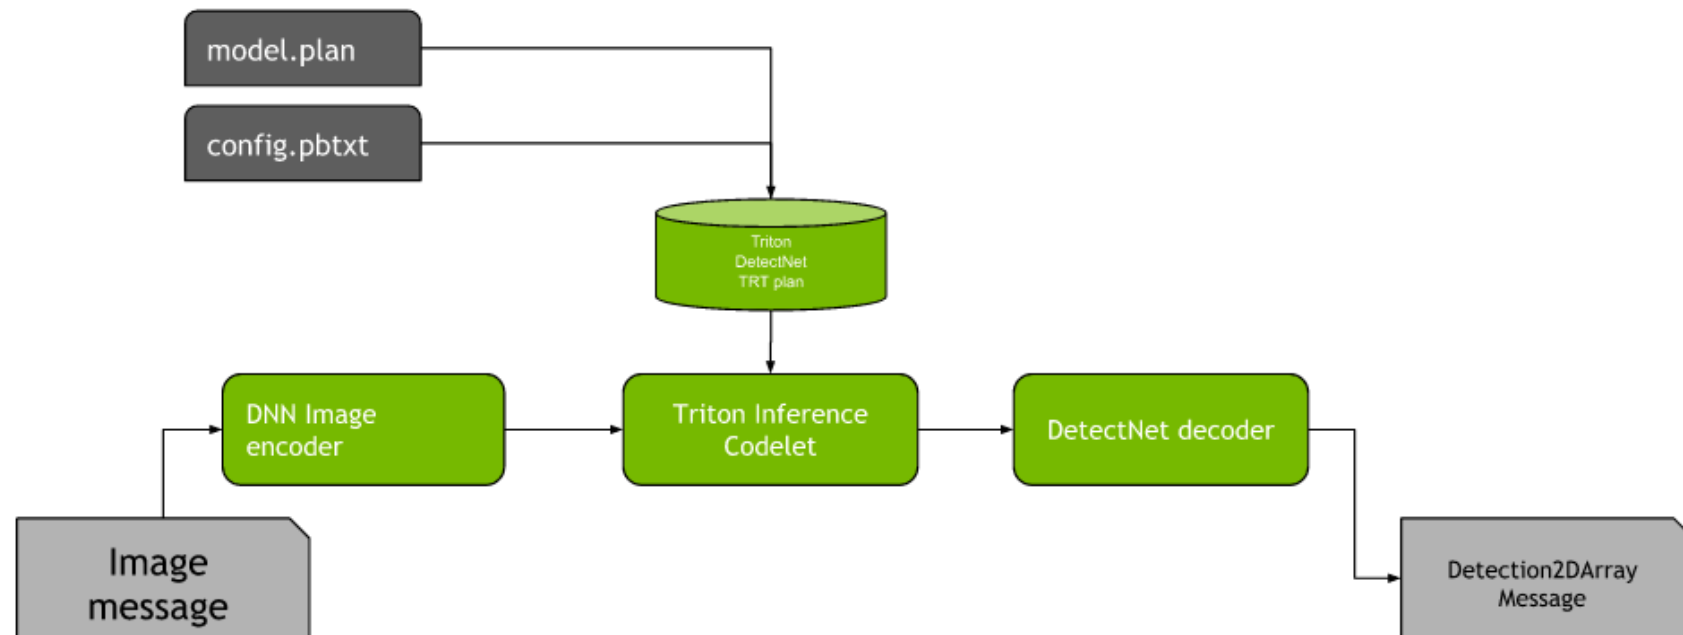 model.plan
config.pbtxt
Triton
DetectNet
TRT plan
DNN Image
encoder
Triton Inference
Codelet
DetectNet decoder
Image
message
Detection2DArray
Message